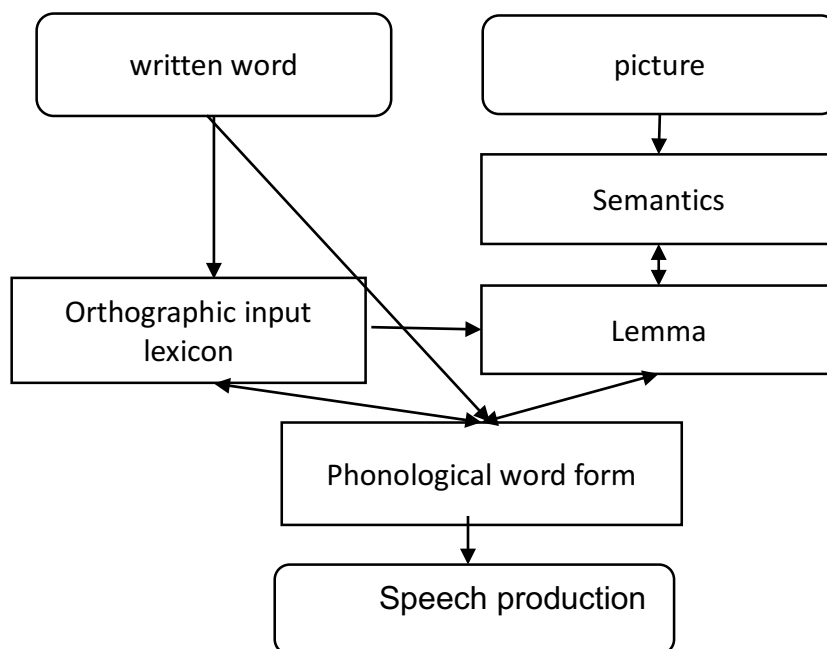 written word
picture
Semantics
Orthographic input
lexicon
Lemma
Phonological word form
Speech production